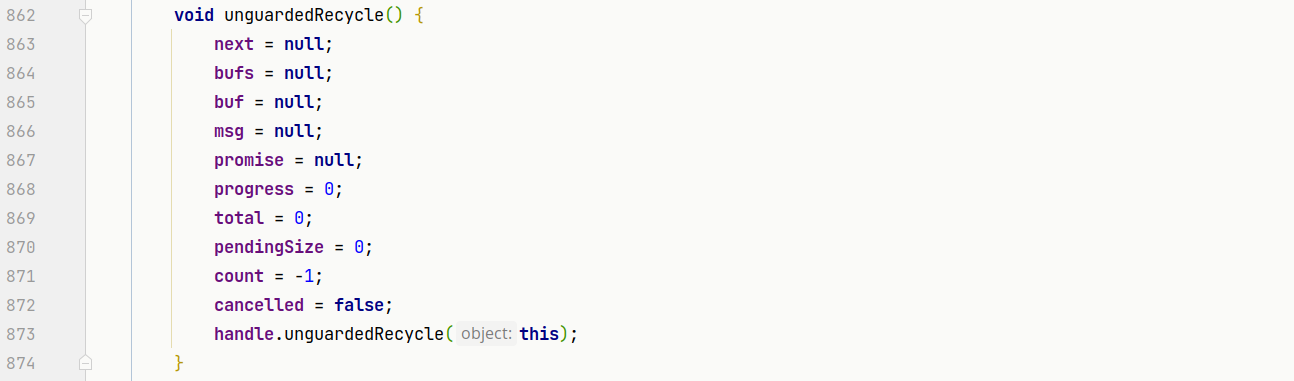 862 void unguardedRecycle() {
863 next = null;
864 bufs = null;
865 buf = null;
866 msg = null;
867 promise = null;
868 progress = 0;
869 total = 0;
870 pendingSize = 0;
871 count = -1;
872 cancelled = false;
873 handle.unguardedRecycle( object: this);
874 }